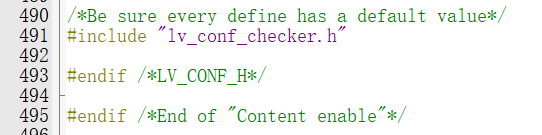 490 /*Be sure every define has a default value*/
491 #include "lv_conf_checker.h"
492
493 #endif /*LV_CONF_H*/
494
495 #endif /*End of "Content enable"*/